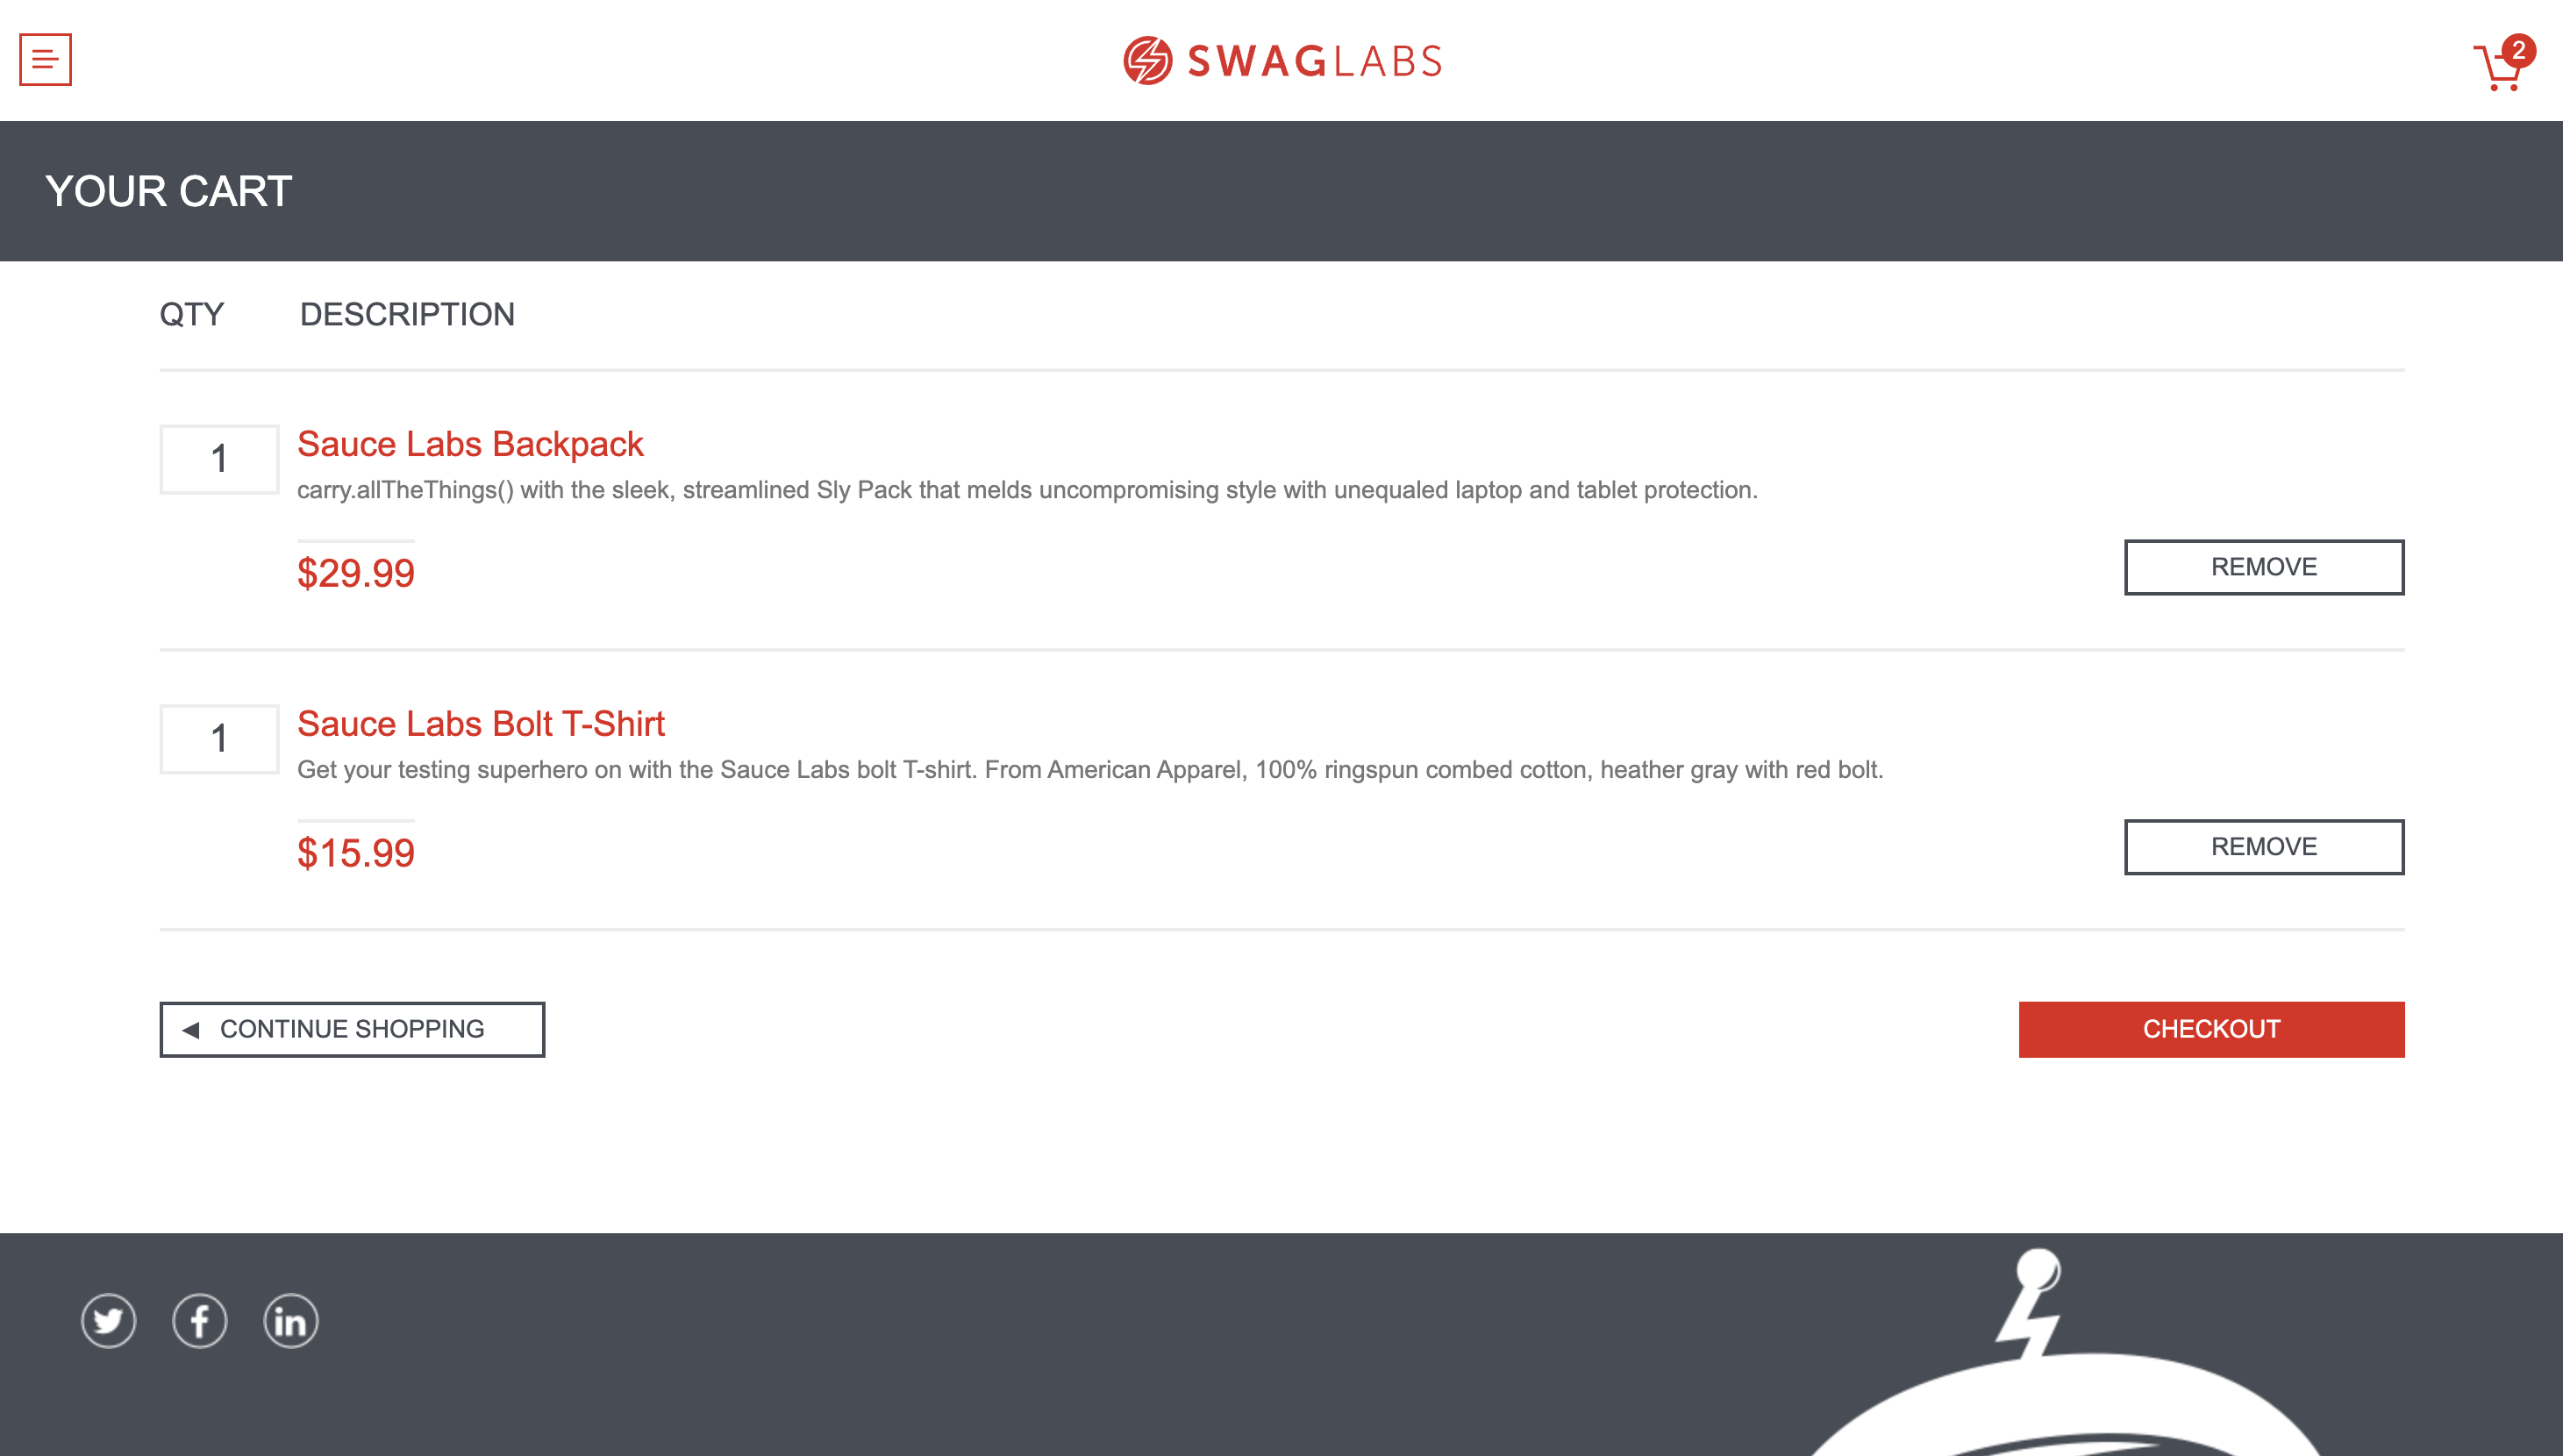 SWAGLABS
2
YOUR CART
QTY DESCRIPTION
1 Sauce Labs Backpack
carry.allTheThings() with the sleek, streamlined Sly Pack that melds uncompromising style with unequaled laptop and tablet protection.
$29.99 REMOVE
1 Sauce Labs Bolt T-Shirt
Get your testing superhero on with the Sauce Labs bolt T-shirt. From American Apparel, 100% ringspun combed cotton, heather gray with red bolt.
$15.99 REMOVE
CONTINUE SHOPPING CHECKOUT
f in